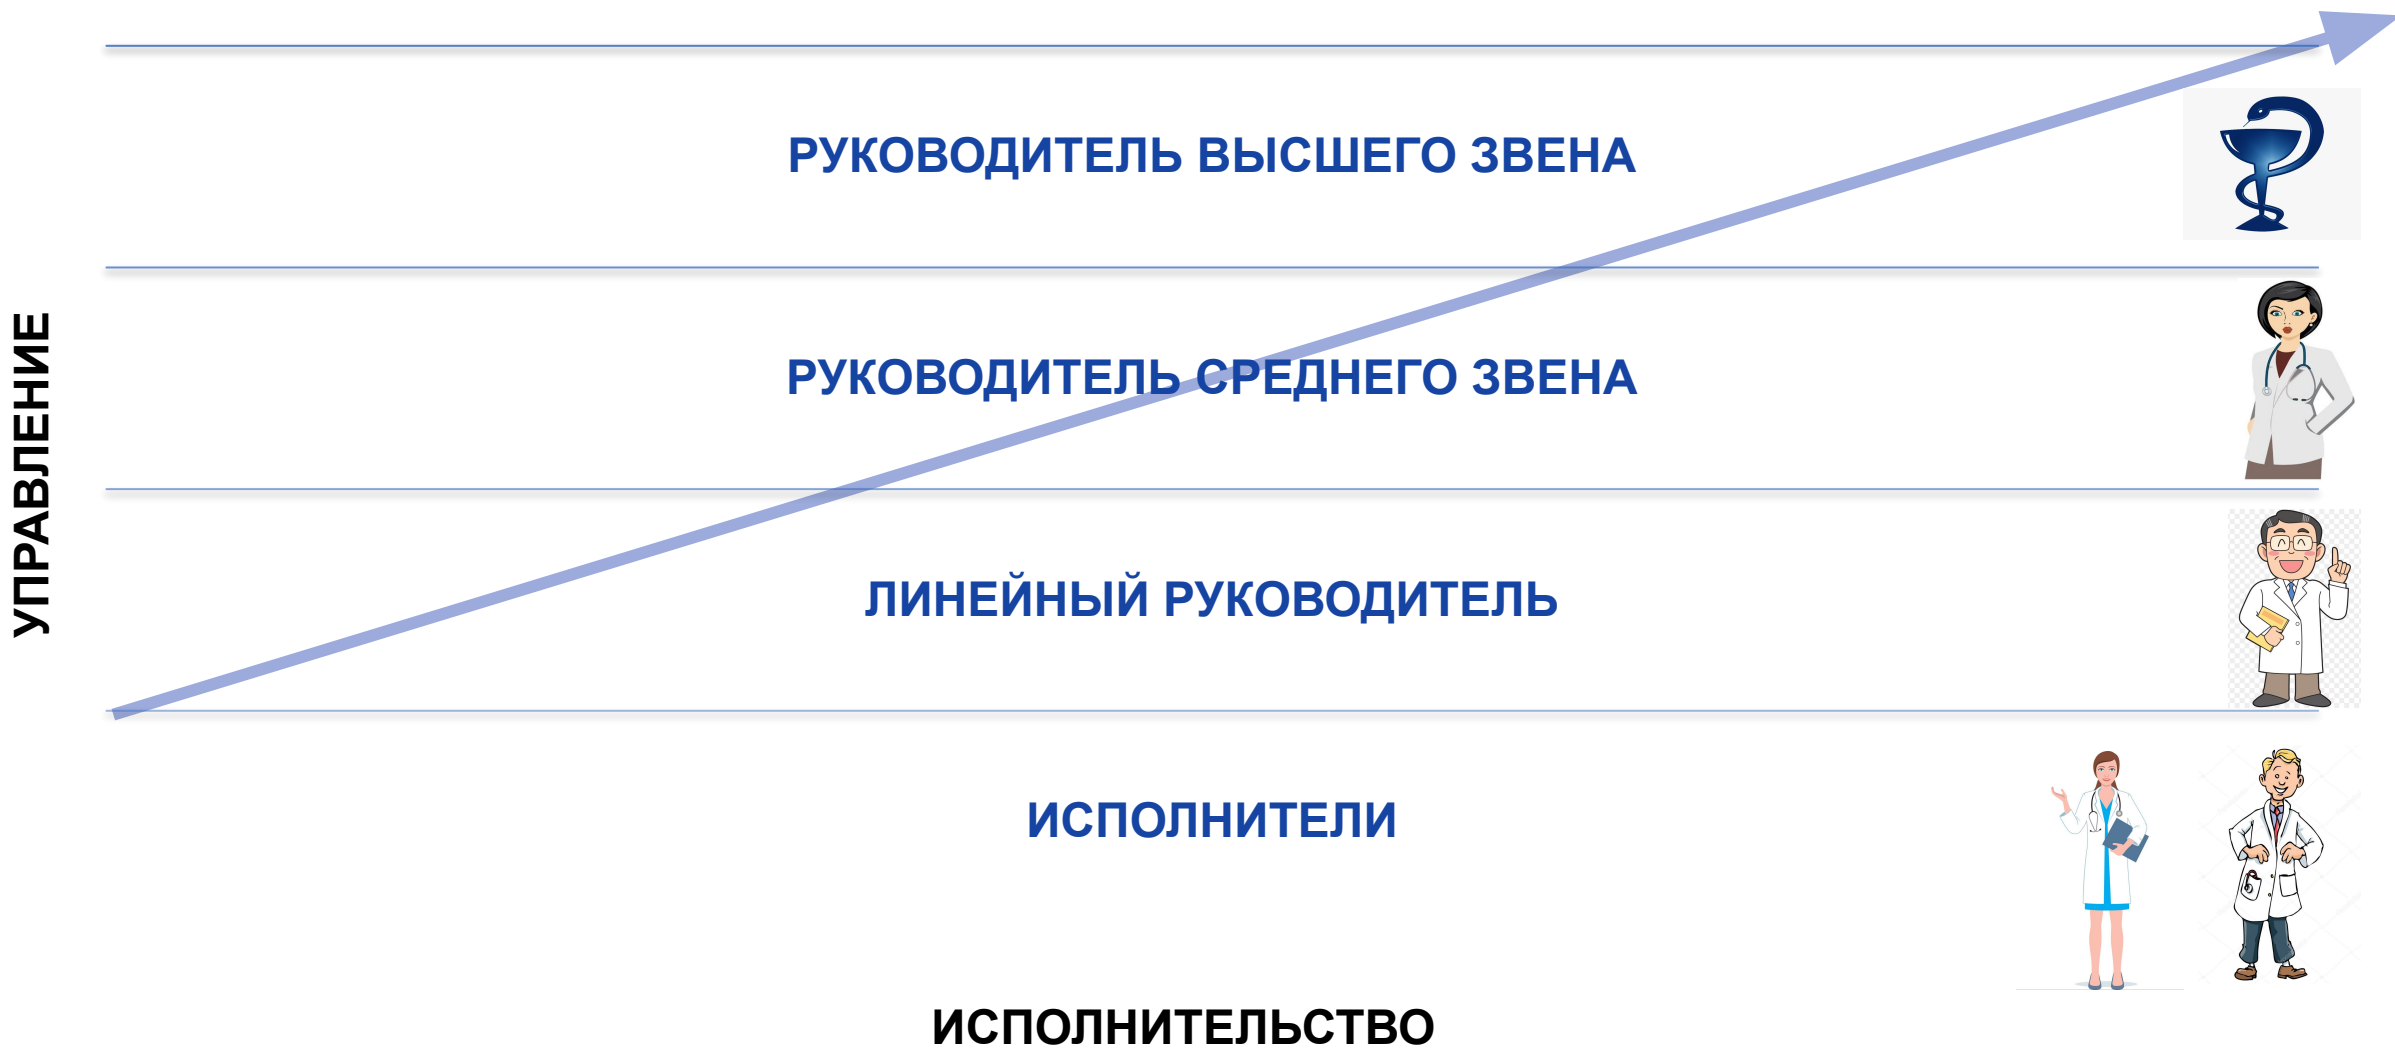 РУКОВОДИТЕЛЬ ВЫСШЕГО ЗВЕНА
УПРАВЛЕНИЕ
РУКОВОДИТЕЛЬ СРЕДНЕГО ЗВЕНА
ЛИНЕЙНЫЙ РУКОВОДИТЕЛЬ
ИСПОЛНИТЕЛИ
ИСПОЛНИТЕЛЬСТВО